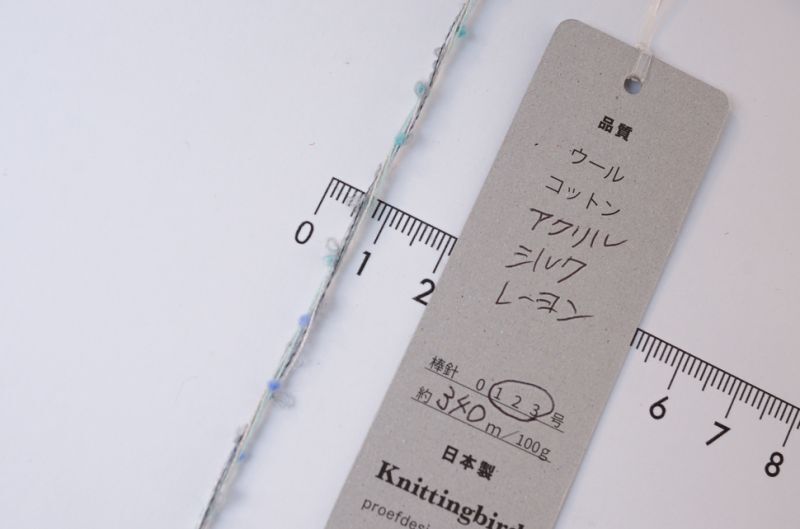 品質
ウール
コットン
アクリル
シルク
レーヨン
棒針 0 1 2 3 号
約 340 m/100g
日本製
Knittingbird
proefdesi
0 1 2 6 7 8